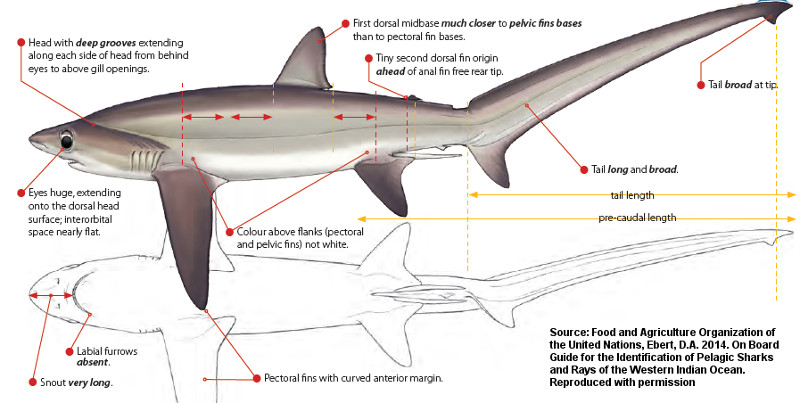 First dorsal midbase much closer to pelvic fins bases
than to pectoral fin bases.
Head with deep grooves extending
along each side of head from behind
eyes to above gill openings.
Tiny second dorsal fin origin
ahead of anal fin free rear tip.
Tail broad at tip.
Tail long and broad.
Eyes huge, extending
onto the dorsal head
surface; interorbital
space nearly flat.
tail length
pre-caudal length
Colour above flanks (pectoral
and pelvic fins) not white.
Labial furrows
absent.
Snout very long.
Pectoral fins with curved anterior margin.
Source: Food and Agriculture Organization of
the United Nations, Ebert, D.A. 2014. On Board
Guide for the Identification of Pelagic Sharks
and Rays of the Western Indian Ocean.
Reproduced with permission